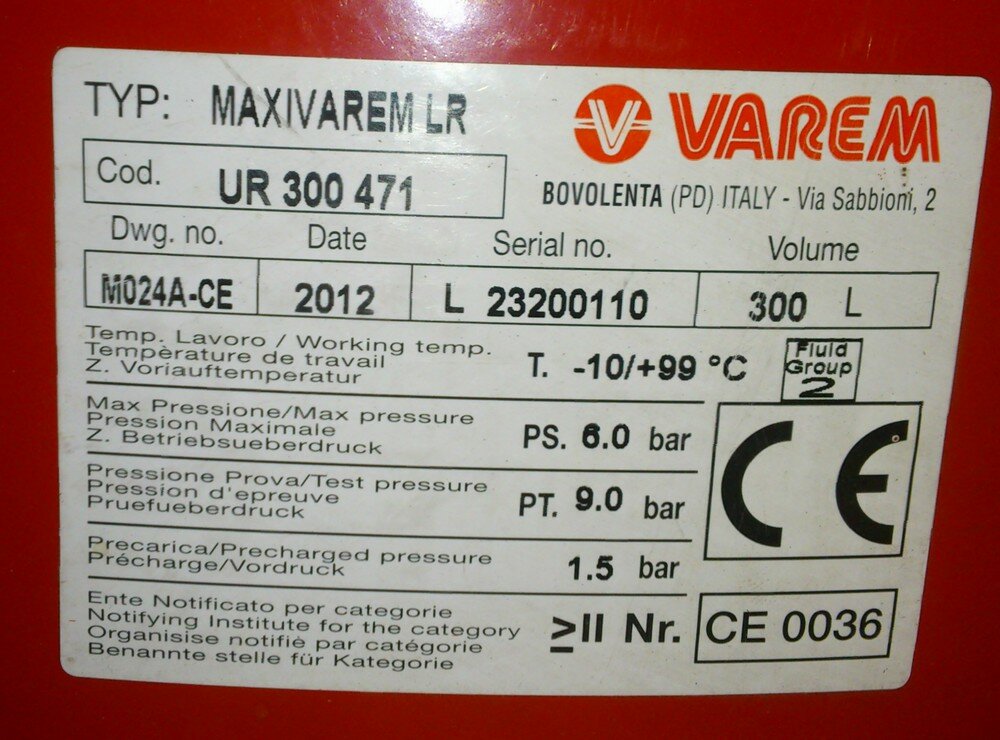 TYP: MAXIVAREM LR
VAREM
Cod. UR 300 471
BOVOLENTA (PD) ITALY - Via Sabbioni, 2
Dwg. no. Date Serial no. Volume
M024A-CE 2012 L 23200110 300 L
Temp. Lavoro / Working temp.
Tempèrature de travail
Z. Voriauftemperatur
T. -10/+99 °C
Fluid
Group
2
Max Pressione/Max pressure
Pression Maximale
Z. Betriebsueberdruck
PS. 6.0 bar
CE
Pressione Prova/Test pressure
Pression d'epreuve
Pruefueberdruck
PT. 9.0 bar
Precarica/Precharged pressure
Précharge/Vordruck
1.5 bar
Ente Notificato per categorie
Notifying Institute for the category
Organisise notifiè par catégorie
Benannte stelle für Kategorie
≥II Nr. CE 0036